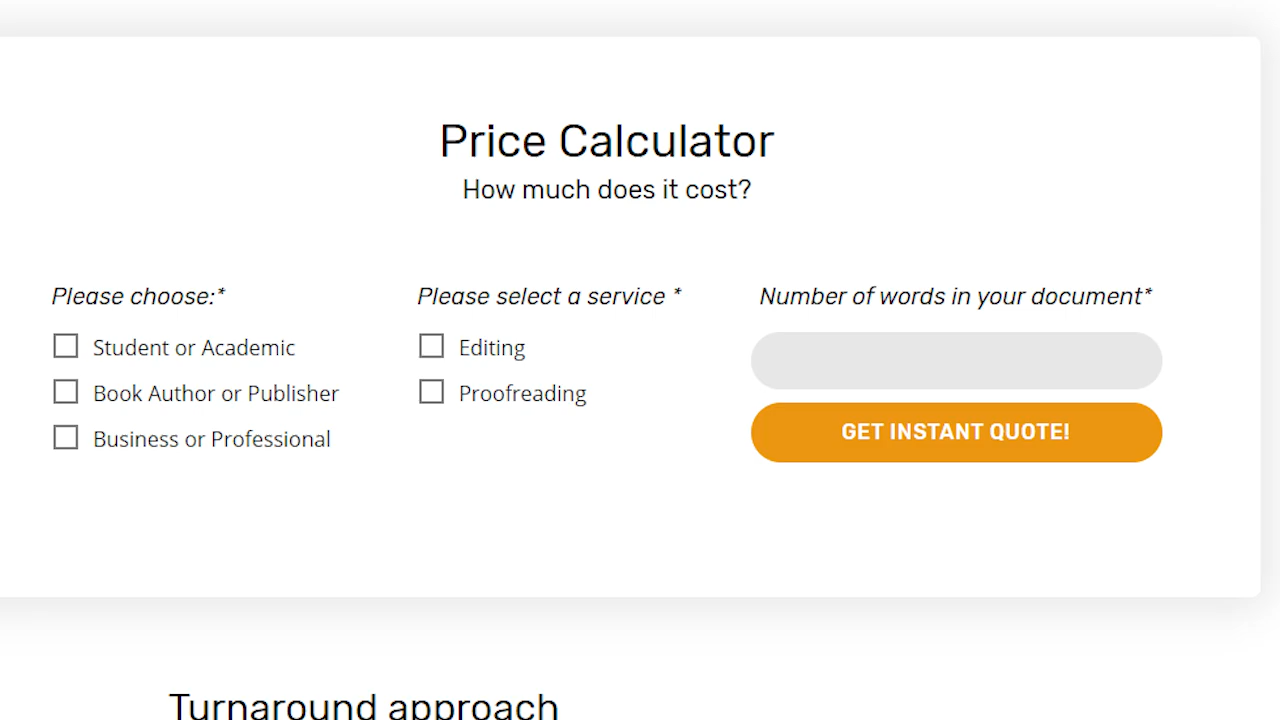 Price Calculator
How much does it cost?
Please choose:*
Student or Academic
Book Author or Publisher
Business or Professional
Please select a service *
Editing
Proofreading
Number of words in your document*
GET INSTANT QUOTE!
Turnaround approach